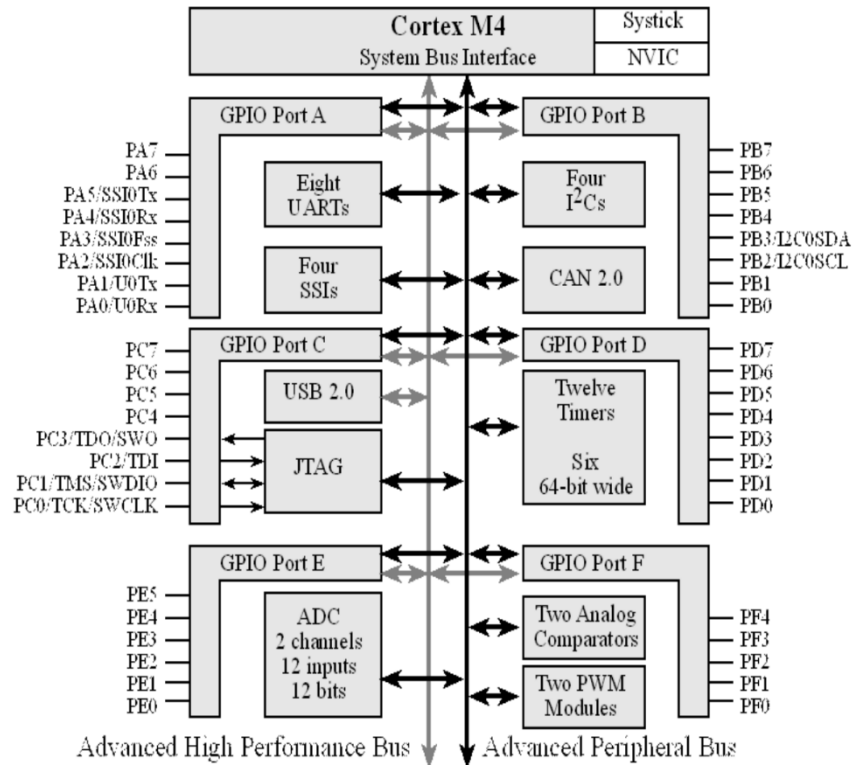 Cortex M4
System Bus Interface
Systick
NVIC
GPIO Port A
PA7
PA6
PA5/SSI0Tx
PA4/SSI0Rx
PA3/SSI0Fss
PA2/SSI0Clk
PA1/U0Tx
PA0/U0Rx
Eight
UARTs
Four
SSIs
GPIO Port B
Four
I²Cs
CAN 2.0
PB7
PB6
PB5
PB4
PB3/I2C0SDA
PB2/I2C0SCL
PB1
PB0
GPIO Port C
PC7
PC6
PC5
PC4
PC3/TDO/SWO
PC2/TDI
PC1/TMS/SWDIO
PC0/TCK/SWCLK
USB 2.0
JTAG
GPIO Port D
Twelve
Timers
Six
64-bit wide
PD7
PD6
PD5
PD4
PD3
PD2
PD1
PD0
GPIO Port E
PE5
PE4
PE3
PE2
PE1
PE0
ADC
2 channels
12 inputs
12 bits
GPIO Port F
Two Analog
Comparators
Two PWM
Modules
PF4
PF3
PF2
PF1
PF0
Advanced High Performance Bus
Advanced Peripheral Bus